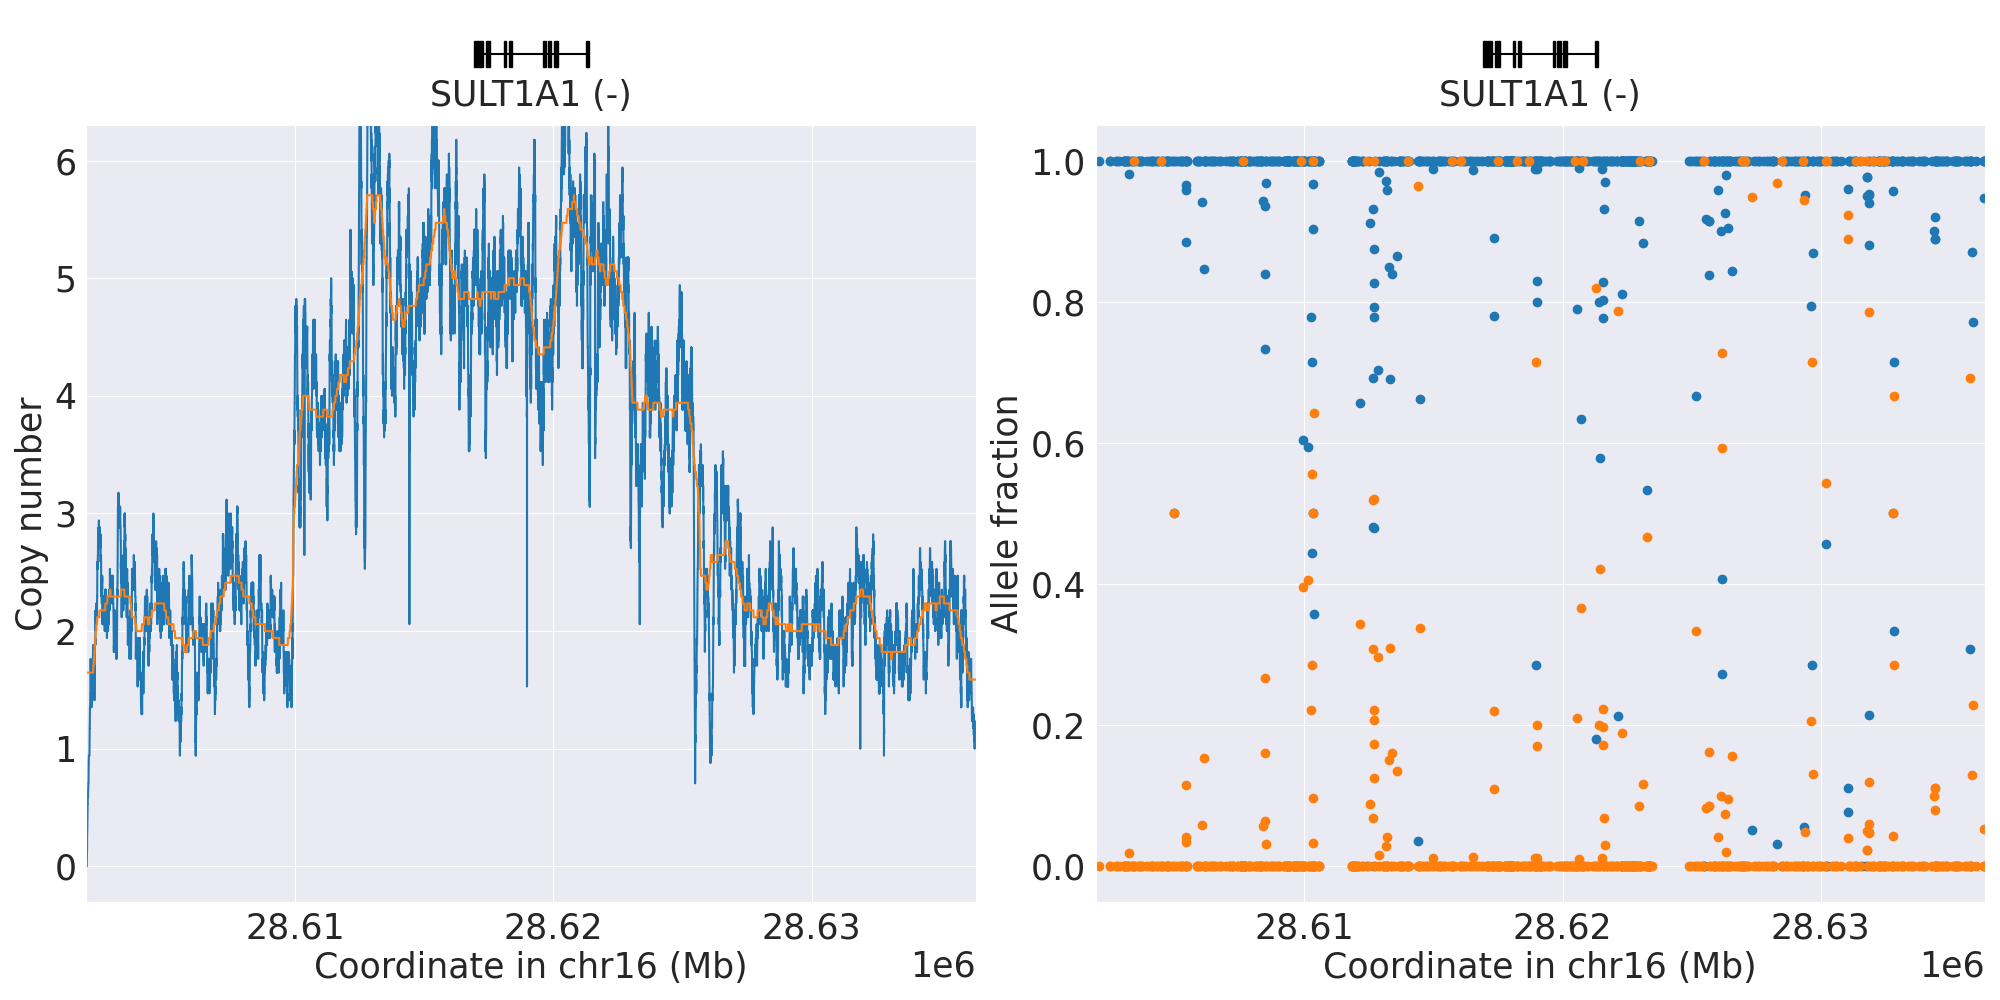 SULT1A1 (-)
6
5
4
3
2
1
0
Copy number
28.61
28.62
28.63
Coordinate in chr16 (Mb)
1e6
SULT1A1 (-)
1.0
0.8
0.6
0.4
0.2
0.0
Allele fraction
28.61
28.62
28.63
Coordinate in chr16 (Mb)
1e6